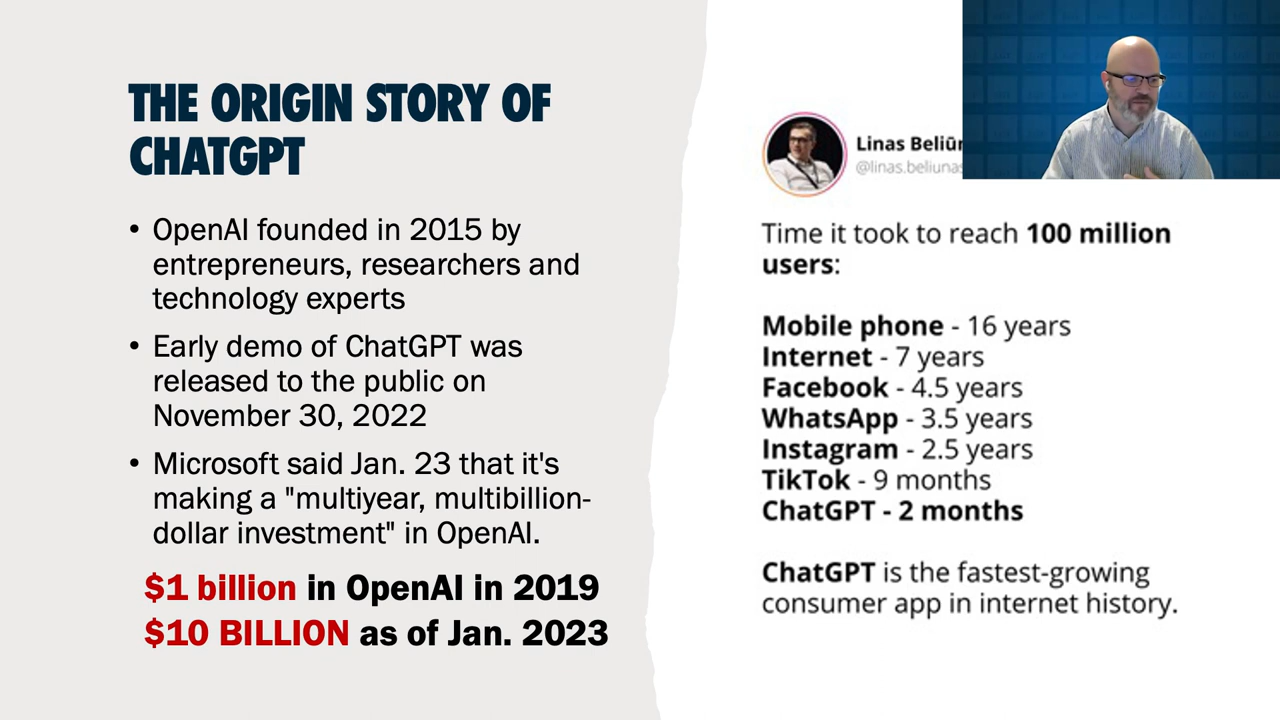 THE ORIGIN STORY OF
CHATGPT
• OpenAI founded in 2015 by
entrepreneurs, researchers and
technology experts
• Early demo of ChatGPT was
released to the public on
November 30, 2022
• Microsoft said Jan. 23 that it's
making a "multiyear, multibillion-
dollar investment" in OpenAI.
$1 billion in OpenAI in 2019
$10 BILLION as of Jan. 2023
Linas
@linas.beliunas
Time it took to reach 100 million
users:
Mobile phone - 16 years
Internet - 7 years
Facebook - 4.5 years
WhatsApp - 3.5 years
Instagram - 2.5 years
TikTok - 9 months
ChatGPT - 2 months
ChatGPT is the fastest-growing
consumer app in internet history.